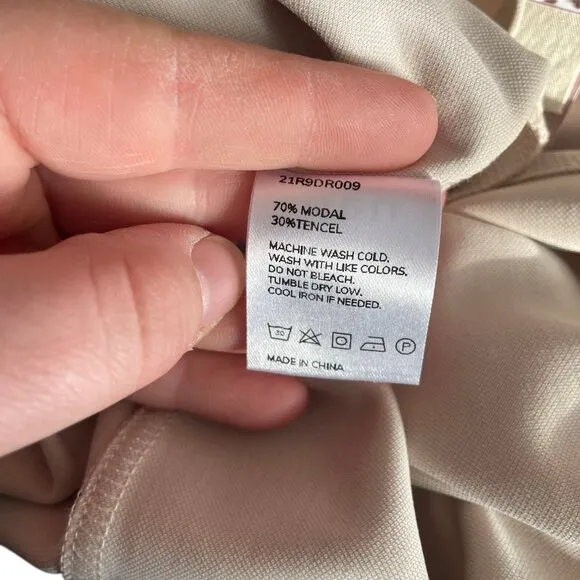 21R9DR009
70% MODAL
30%TENCEL
MACHINE WASH COLD.
WASH WITH LIKE COLORS.
DO NOT BLEACH.
TUMBLE DRY LOW.
COOL IRON IF NEEDED.
30 P
MADE IN CHINA